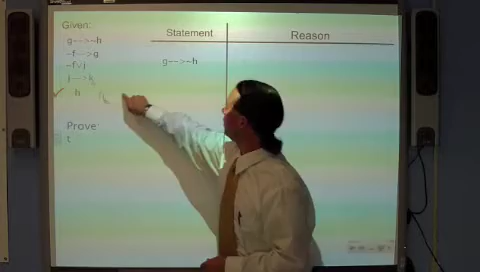 Given:
Statement
Reason
g--->~h
g--->~h
~f--->g
~f∨j
h
Prove:
t